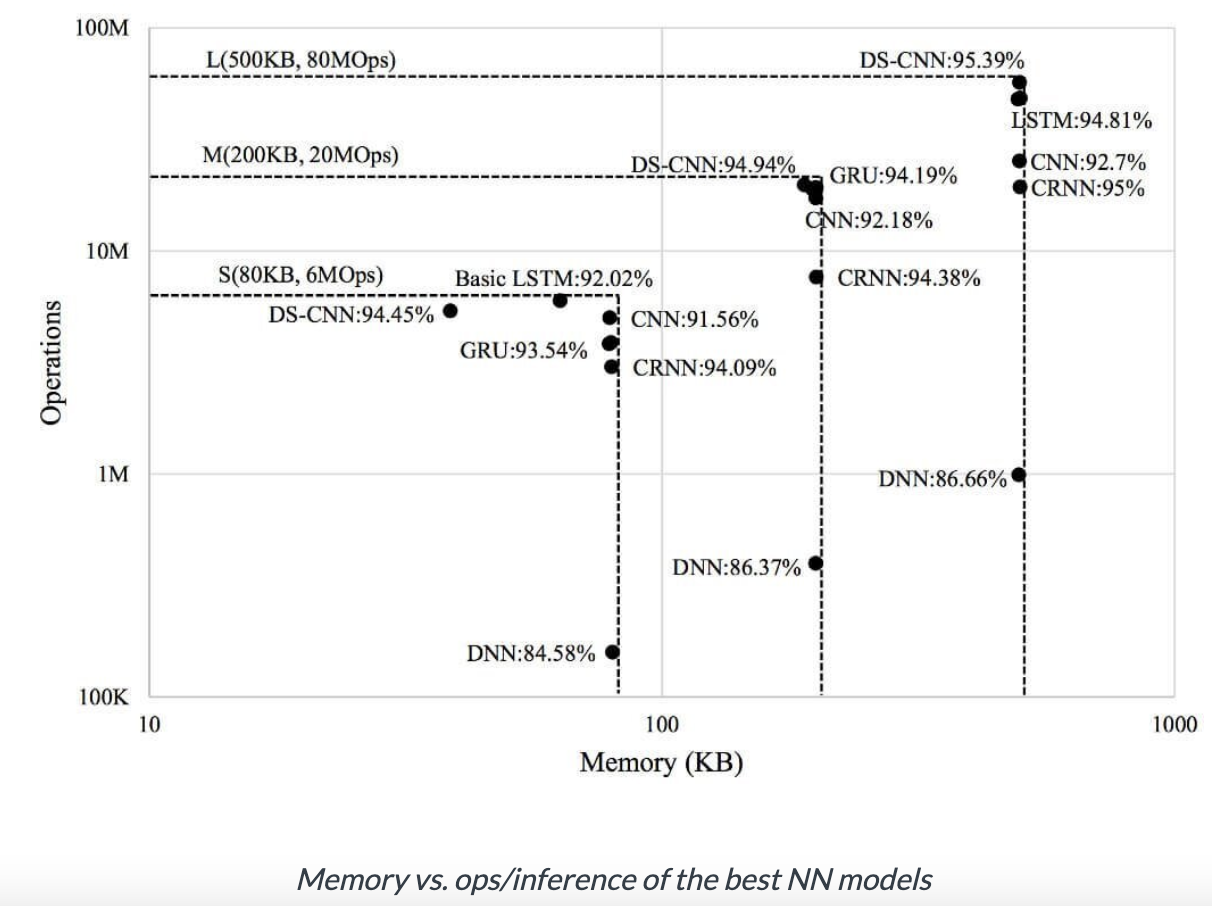 100M
L(500KB, 80MOps)
DS-CNN:95.39%
LSTM:94.81%
M(200KB, 20MOps)
DS-CNN:94.94%
GRU:94.19%
CNN:92.7%
CRNN:95%
CNN:92.18%
10M
S(80KB, 6MOps)
Basic LSTM:92.02%
CRNN:94.38%
DS-CNN:94.45%
CNN:91.56%
GRU:93.54%
CRNN:94.09%
Operations
1M
DNN:86.66%
DNN:86.37%
DNN:84.58%
100K
10
100
1000
Memory (KB)
Memory vs. ops/inference of the best NN models